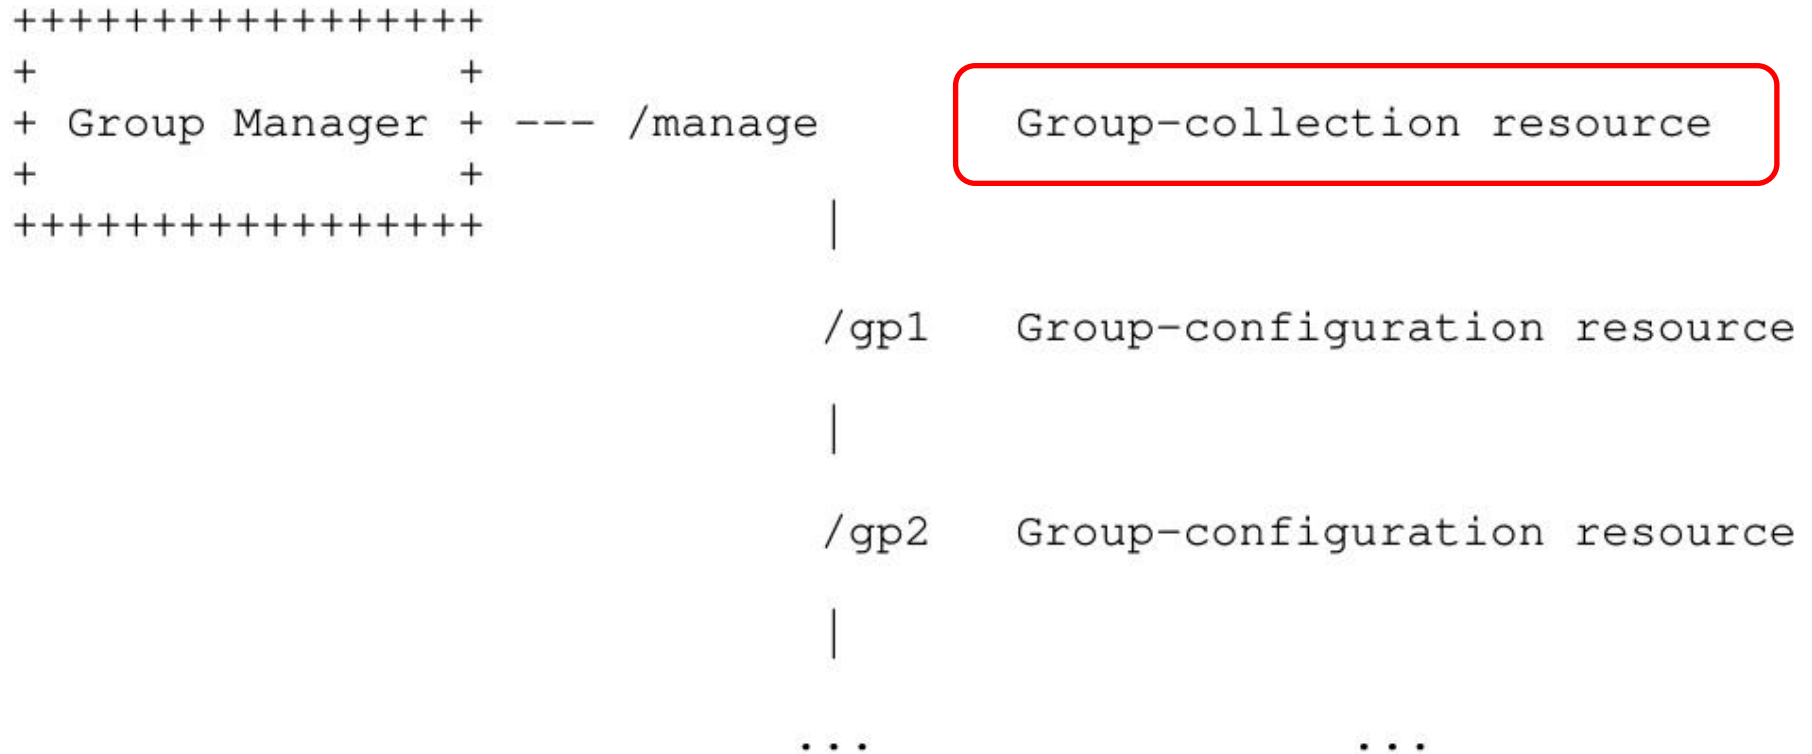 +++++++++++++++++
+ +
+ Group Manager + --- /manage Group-collection resource
+ +
+++++++++++++++++ |
/gp1 Group-configuration resource
|
/gp2 Group-configuration resource
|
... ...